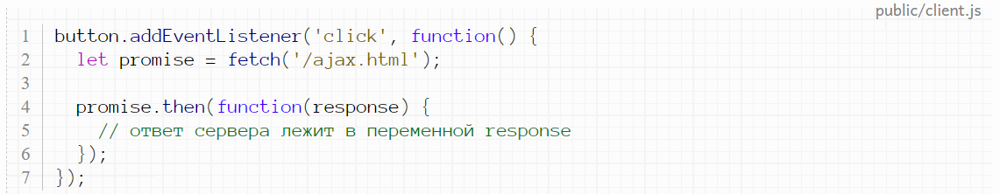 public/client.js
1 button.addEventListener('click', function() {
2   let promise = fetch('/ajax.html');
3
4   promise.then(function(response) {
5     // ответ сервера лежит в переменной response
6   });
7 });